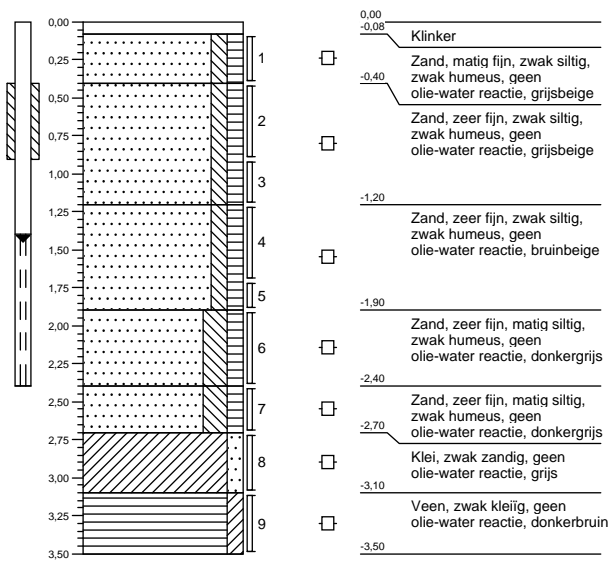 0,00
0,25
0,50
0,75
1,00
1,25
1,50
1,75
2,00
2,25
2,50
2,75
3,00
3,25
3,50
1
2
3
4
5
6
7
8
9
0,00
-0,08
Klinker
Zand, matig fijn, zwak siltig,
zwak humeus, geen
olie-water reactie, grijsbeige
-0,40
Zand, zeer fijn, zwak siltig,
zwak humeus, geen
olie-water reactie, grijsbeige
-1,20
Zand, zeer fijn, zwak siltig,
zwak humeus, geen
olie-water reactie, bruinbeige
-1,90
Zand, zeer fijn, matig siltig,
zwak humeus, geen
olie-water reactie, donkergrijs
-2,40
Zand, zeer fijn, matig siltig,
zwak humeus, geen
olie-water reactie, donkergrijs
-2,70
Klei, zwak zandig, geen
olie-water reactie, grijs
-3,10
Veen, zwak kleiïg, geen
olie-water reactie, donkerbruin
-3,50